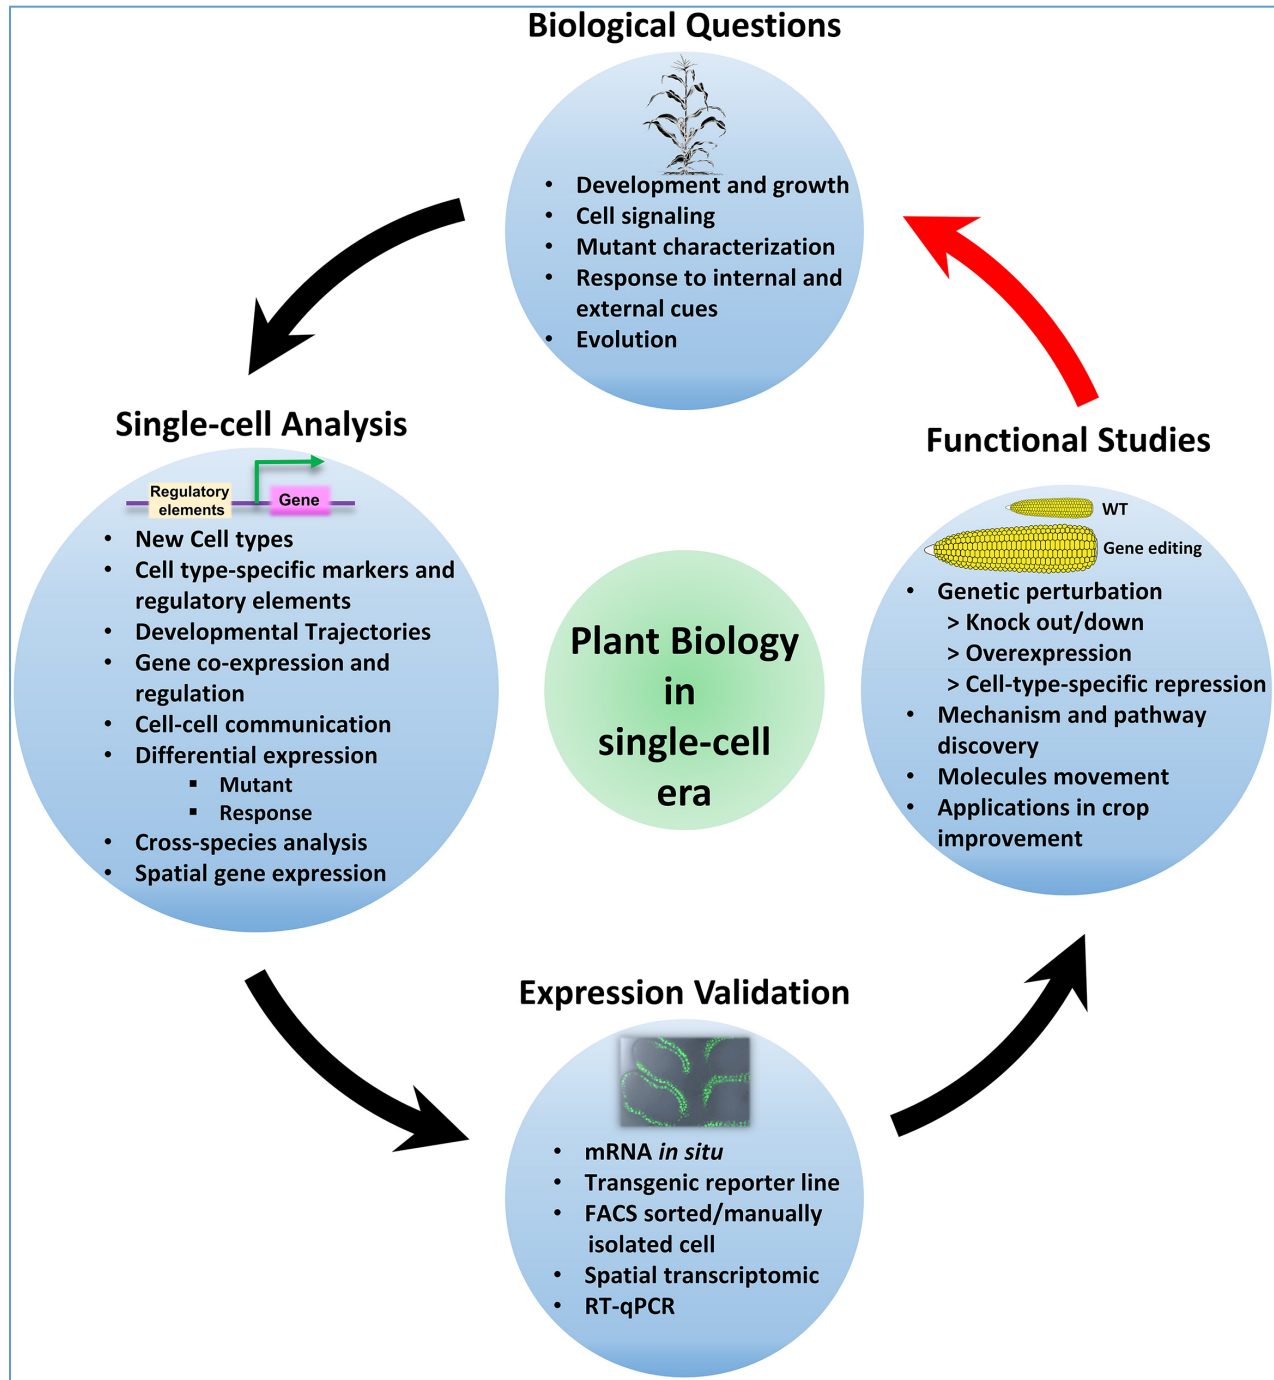 Biological Questions
• Development and growth
• Cell signaling
• Mutant characterization
• Response to internal and
external cues
• Evolution
Single-cell Analysis
Regulatory
elements
Gene
• New Cell types
• Cell type-specific markers and
regulatory elements
• Developmental Trajectories
• Gene co-expression and
regulation
• Cell-cell communication
• Differential expression
▪ Mutant
▪ Response
• Cross-species analysis
• Spatial gene expression
Plant Biology
in
single-cell
era
Functional Studies
WT
Gene editing
• Genetic perturbation
> Knock out/down
> Overexpression
> Cell-type-specific repression
• Mechanism and pathway
discovery
• Molecules movement
• Applications in crop
improvement
Expression Validation
• mRNA in situ
• Transgenic reporter line
• FACS sorted/manually
isolated cell
• Spatial transcriptomic
• RT-qPCR